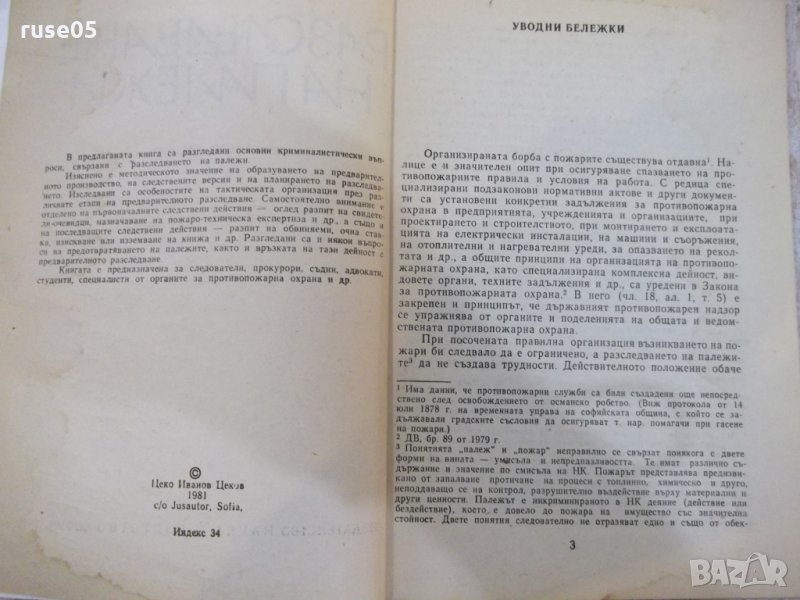 ruse05
В предлаганата книга са разгледани основни криминалистически въп-
роси, свързани с разследването на палежи.
Изяснено е методическото значение на образуването на предварител-
ното производство, на следствените версии и на планирането на разследва-
нето. Изследвани са особеностите на тактическата организация през раз-
личните етапи на предварителното разследване. Самостоятелно внимание е
отделено на първоначалните следствени действия — оглед, разпит на свидете-
ли-очевидци, назначаване на пожаро-техническа експертиза и др., а също и
на последващите следствени действия — разпит на обвиняеми, очна став-
ка, изискване или изземване на книжа и др. Разгледани са и някои въпро-
си на предотвратяването на палежите, както и връзката на тази дейност с
предварителното разследване.
Книгата е предназначена за следователи, прокурори, съдии, адвокати,
студенти, специалисти от органите за противопожарна охрана и др.
©
Цеко Иванов Цеков
1981
c/o Jusautor, Sofia,
Индекс 34
УВОДНИ БЕЛЕЖКИ
Организираната борба с пожарите съществува отдавна¹. На-
лице е и значителен опит при осигуряване спазването на про-
тивопожарните правила и условия на работа. С редица спе-
циализирани подзаконови нормативни актове и други докумен-
ти са установени конкретни задължения за противопожарна
охрана в предприятията, учрежденията и организациите, при
проектирането и строителството, при монтирането и експлоа-
тацията на електрически инсталации, на машини и съоръжения,
на отоплителни и нагревателни уреди, за опазването на рекол-
тата и др., а общите принципи на организацията на противопо-
жарната охрана, като специализирана комплексна дейност, ви-
довете органи, техните задължения и др., са уредени в Закона
за противопожарната охрана.² В него (чл. 18, ал. 1, т. 5) е
закрепен и принципът, че държавният противопожарен надзор
се упражнява от органите и поделенията на общата и ведом-
ствената противопожарна охрана.
При посочената правилна организация възникването на по-
жари би следвало да е ограничено, а разследването на палежи-
те³ да не създава трудности. Действителното положение обаче
¹ Има данни, че противопожарни служби са били създадени още непосред-
ствено след освобождението от османско робство. (Виж протокола от 14
юли 1878 г. на временната управа на софийската община, с който се за-
дължавали градските съсловия да осигуряват т. нар. помагачи при гасене
на пожари.)
² ДВ, бр. 89 от 1979 г.
³ Понятията „палеж“ и „пожар“ неправилно се свързат понякога с двете
форми на вината — умисъла и непредпазливостта. Те имат различно съ-
държание и значение по смисъла на НК. Пожарът представлява предизви-
кано от запалване протичане на процеси с топлинно, химическо и друго,
неподдаващо се на контрол, разрушително въздействие върху материални и
други ценности. Палежът е инкриминираното в НК деяние (действие или
бездействие), което е довело до пожар на имущество със значителна
стойност. Двете понятия следователно не отразяват едно и също от обек-
3
BAZAR